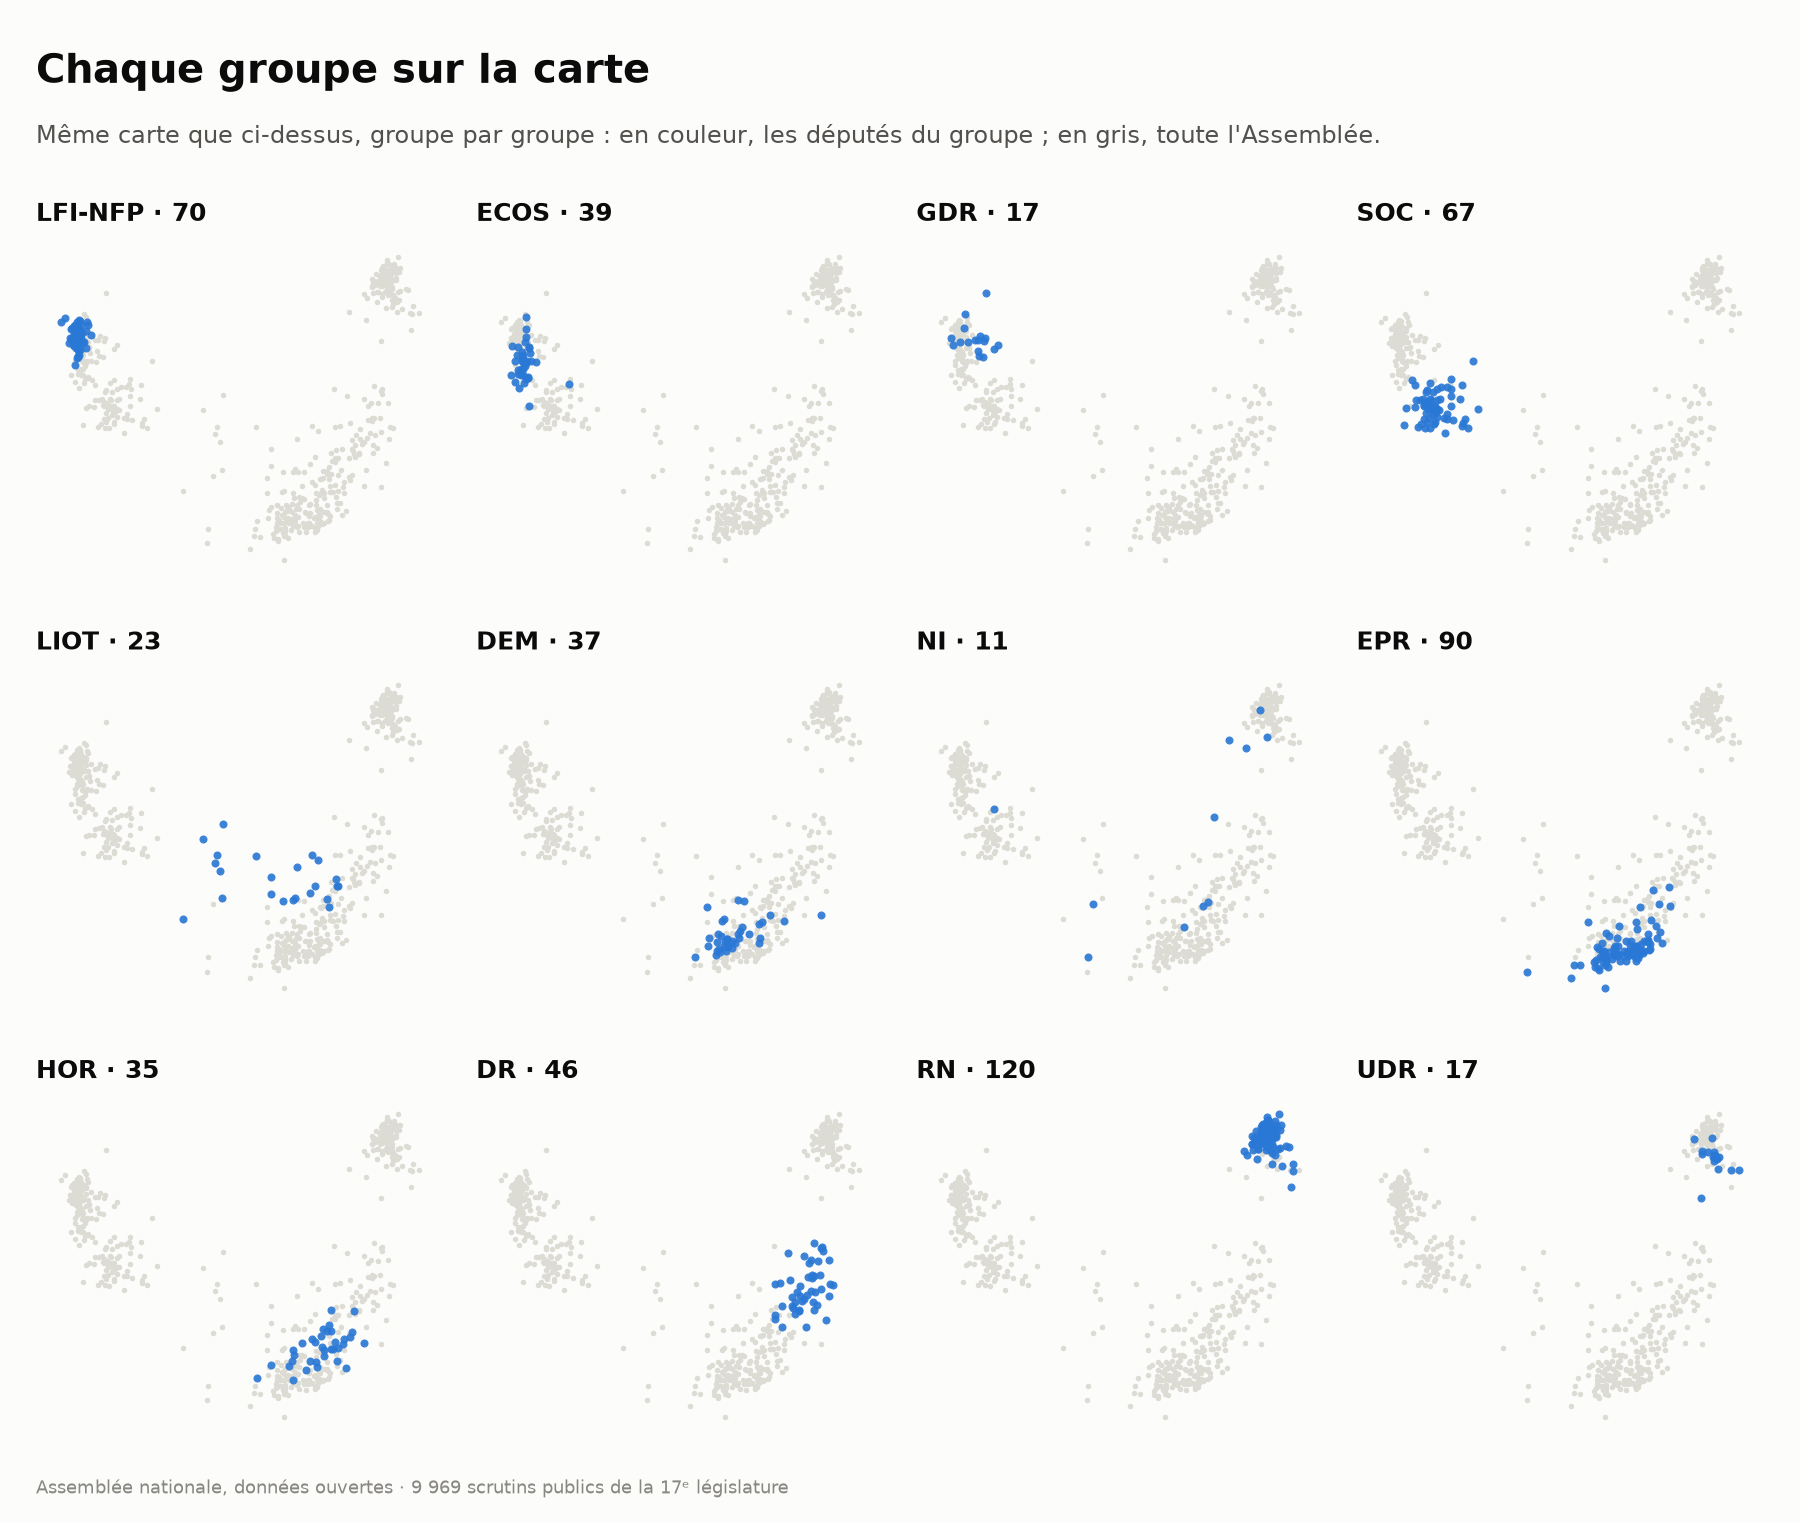 Chaque groupe sur la carte
Même carte que ci-dessus, groupe par groupe : en couleur, les députés du groupe ; en gris, toute l'Assemblée.
LFI-NFP · 70
ECOS · 39
GDR · 17
SOC · 67
LIOT · 23
DEM · 37
NI · 11
EPR · 90
HOR · 35
DR · 46
RN · 120
UDR · 17
Assemblée nationale, données ouvertes · 9 969 scrutins publics de la 17ᵉ législature